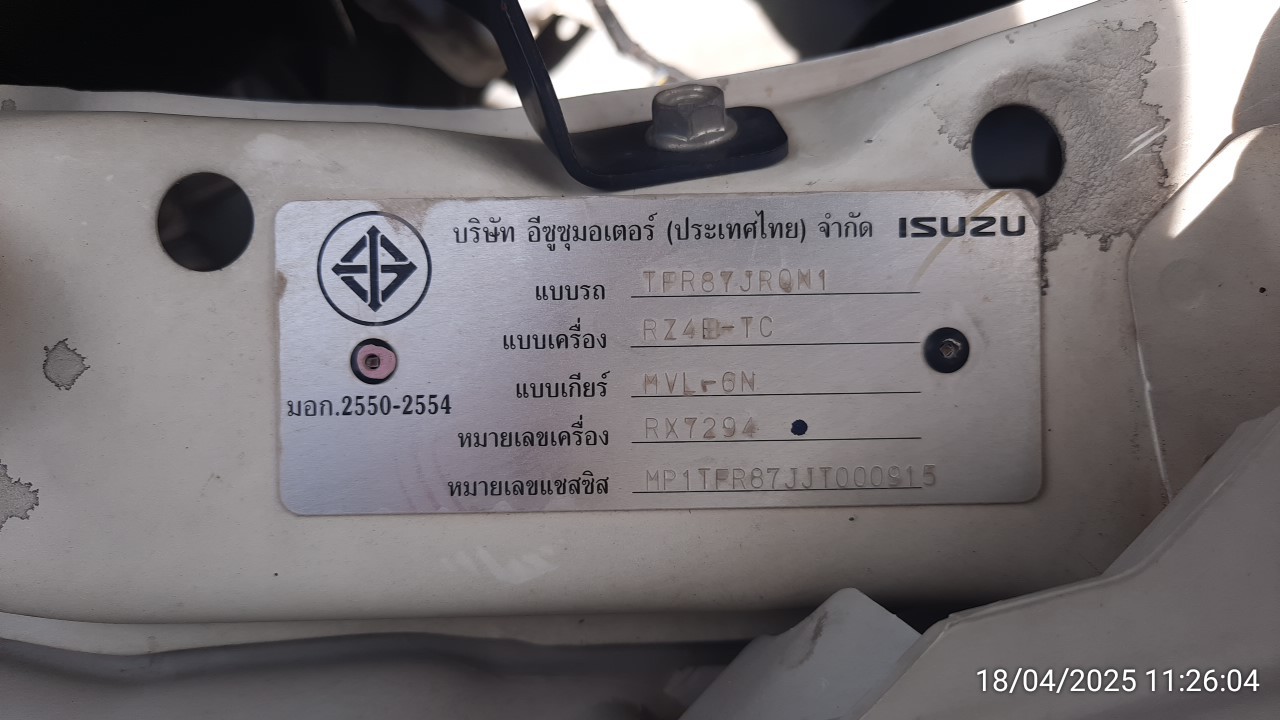 บริษัท อีซูซุมอเตอร์ (ประเทศไทย) จำกัด ISUZU
แบบรถ TFR87JRQM1
แบบเครื่อง RZ4E-TC
แบบเกียร์ MVL-6N
มอก.2550-2554
หมายเลขเครื่อง RX7294
หมายเลขแชสซิส MP1TFR87JJT000915
18/04/2025 11:26:04